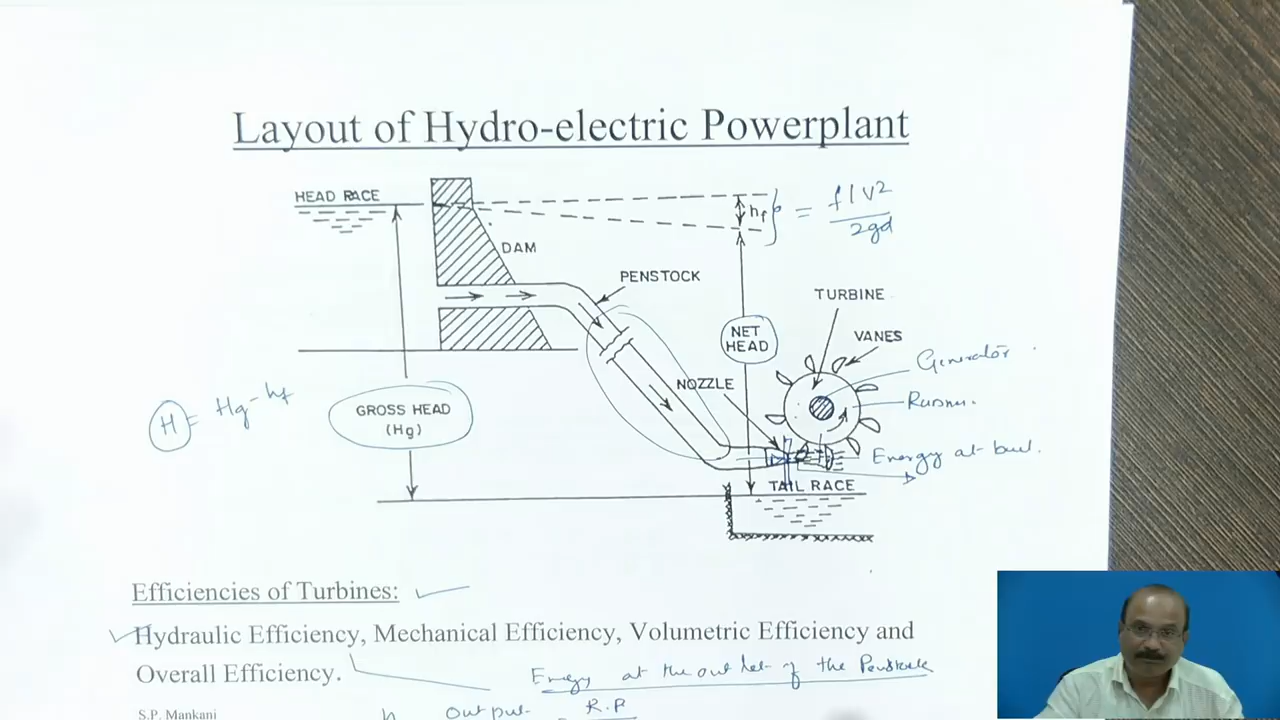 Layout of Hydro-electric Powerplant
HEAD RACE
hf
= flv²
2gd
DAM
PENSTOCK
TURBINE
NET
HEAD
VANES
Generator
NOZZLE
H = Hg - hf
GROSS HEAD
(Hg)
Energy at
TAIL RACE
Efficiencies of Turbines:
Hydraulic Efficiency, Mechanical Efficiency, Volumetric Efficiency and
Overall Efficiency.
Energy at the outlet of the Penstock
S.P. Mankani
output
R.P